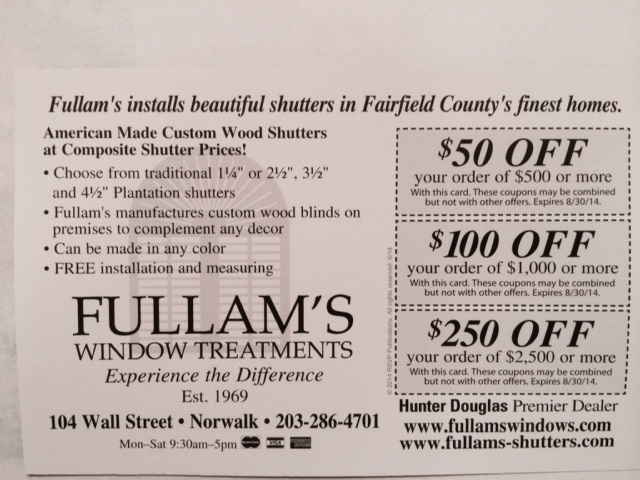 Fullam's installs beautiful shutters in Fairfield County's finest homes.
American Made Custom Wood Shutters
at Composite Shutter Prices!
• Choose from traditional 1¼" or 2½", 3½"
and 4½" Plantation shutters
• Fullam's manufactures custom wood blinds on
premises to complement any decor
• Can be made in any color
• FREE installation and measuring
FULLAM'S
WINDOW TREATMENTS
Experience the Difference
Est. 1969
104 Wall Street • Norwalk • 203-286-4701
Mon–Sat 9:30am–5pm
VISA
© 2014 RSVP Publications. All rights reserved. 6/14
$50 OFF
your order of $500 or more
With this card. These coupons may be combined
but not with other offers. Expires 8/30/14.
$100 OFF
your order of $1,000 or more
With this card. These coupons may be combined
but not with other offers. Expires 8/30/14.
$250 OFF
your order of $2,500 or more
With this card. These coupons may be combined
but not with other offers. Expires 8/30/14.
Hunter Douglas Premier Dealer
www.fullamswindows.com
www.fullams-shutters.com